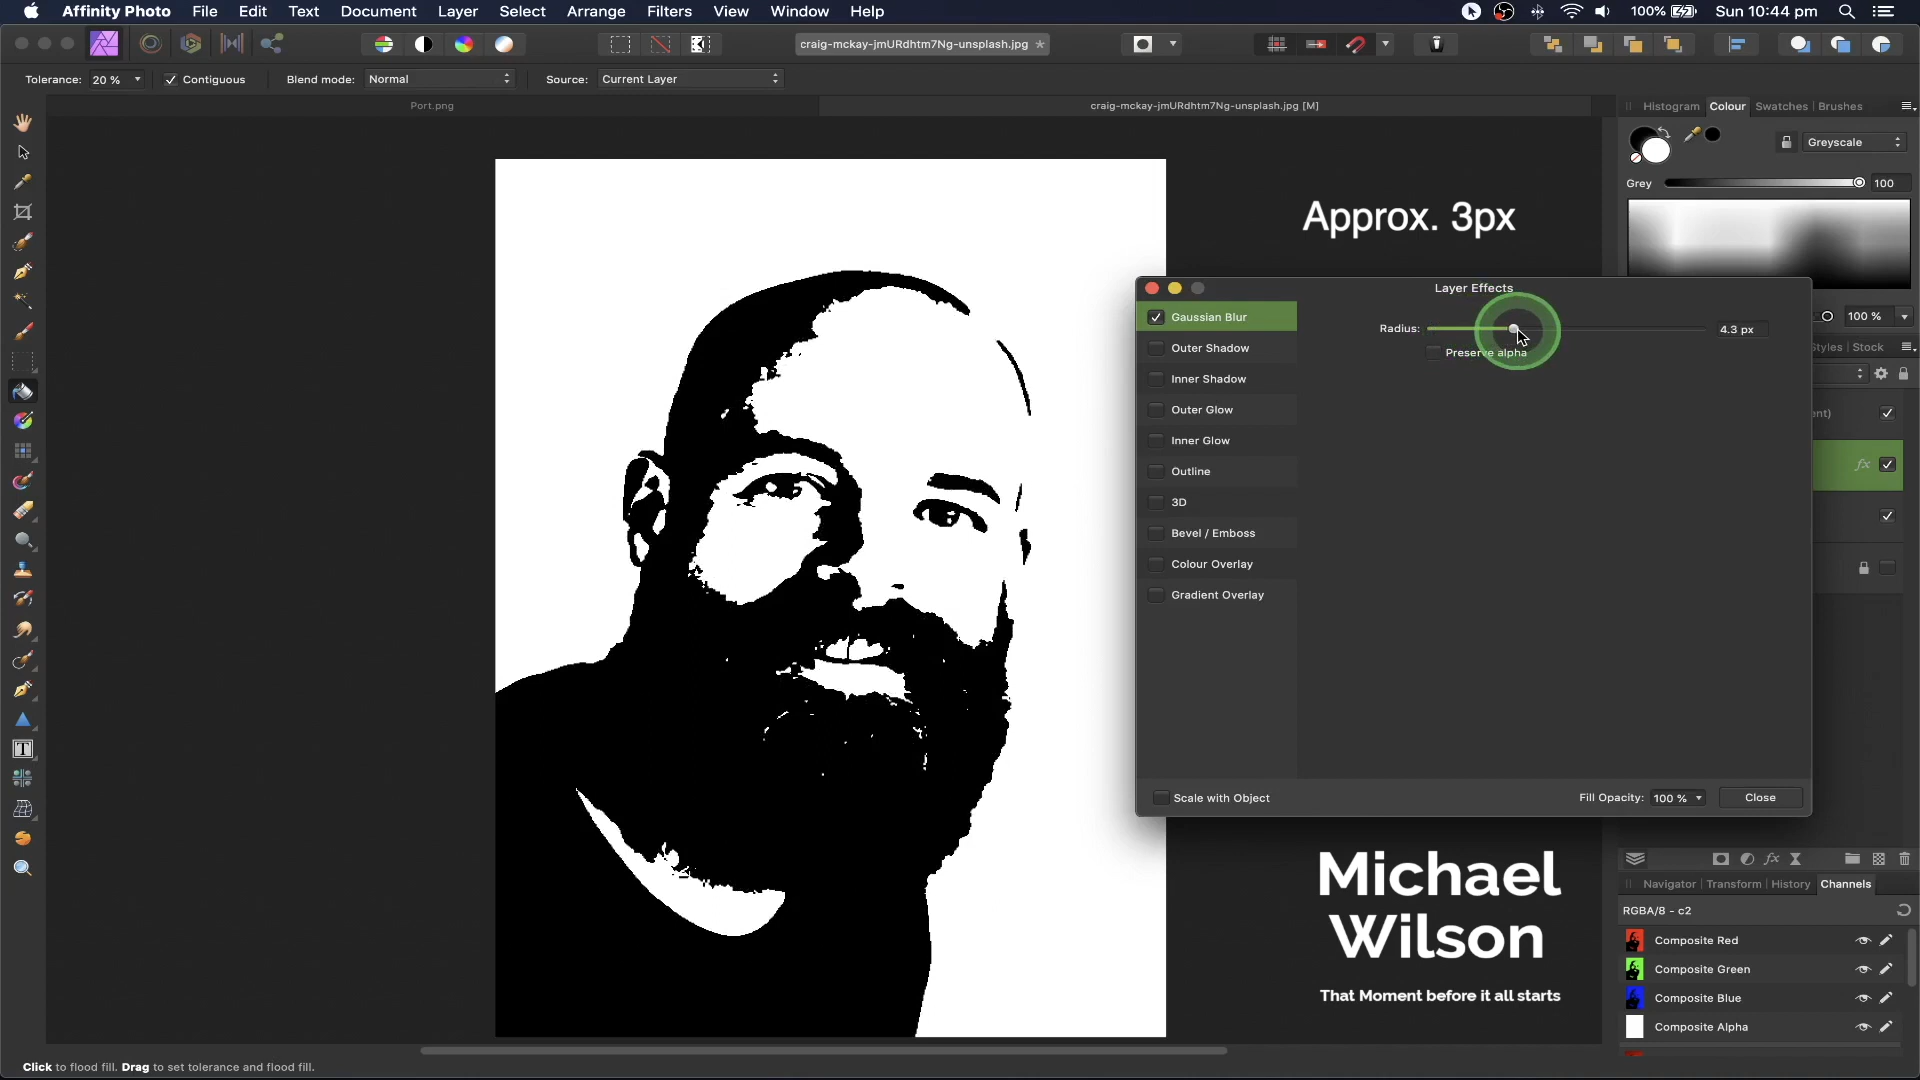 Affinity Photo File Edit Text Document Layer Select Arrange Filters View Window Help 100% Sun 10:44 pm
craig-mckay-jmURdhtm7Ng-unsplash.jpg
Tolerance: 20 % Contiguous Blend mode: Normal Source: Current Layer
Port.png craig-mckay-jmURdhtm7Ng-unsplash.jpg [M]
Histogram Colour Swatches Brushes
Greyscale
Grey 100
Approx. 3px
Layer Effects
Gaussian Blur
Radius: 4.3 px
100 %
Outer Shadow
Preserve alpha
Styles Stock
Inner Shadow
Outer Glow
Inner Glow
Outline
3D
Bevel / Emboss
Colour Overlay
Gradient Overlay
Scale with Object Fill Opacity: 100 % Close
fx
fx
Michael
Wilson
That Moment before it all starts
Navigator Transform History Channels
RGBA/8 - c2
Composite Red
Composite Green
Composite Blue
Composite Alpha
Click to flood fill. Drag to set tolerance and flood fill.